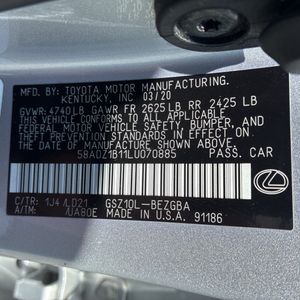 MFD. BY: TOYOTA MOTOR MANUFACTURING.
KENTUCKY, INC 03/20
GVWR: 4740LB GAWR FR 2625LB RR 2425 LB
THIS VEHICLE CONFORMS TO ALL APPLICABLE
FEDERAL MOTOR VEHICLE SAFETY, BUMPER, AND
THEFT PREVENTION STANDARDS IN EFFECT ON THE
DATE OF MANUFACTURE SHOWN ABOVE.
58ADZ1B11LU070885 PASS. CAR
C/TR: 1J4 /LD21 GSZ10L-BEZGBA
A/TM: /UA80E MADE IN U.S.A. 91186